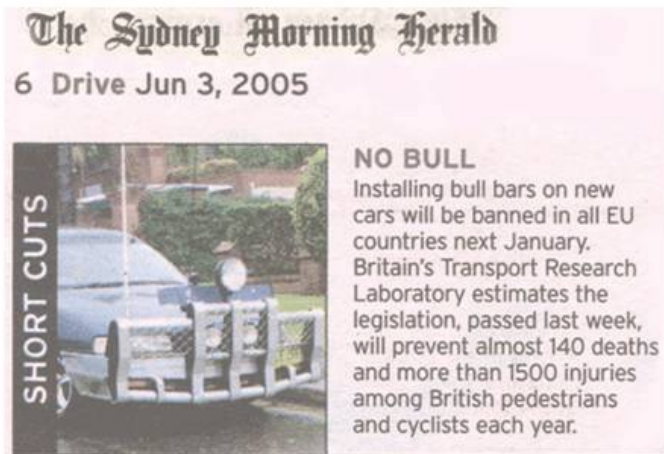 The Sydney Morning Herald
6 Drive Jun 3, 2005
SHORT CUTS
NO BULL
Installing bull bars on new
cars will be banned in all EU
countries next January.
Britain's Transport Research
Laboratory estimates the
legislation, passed last week,
will prevent almost 140 deaths
and more than 1500 injuries
among British pedestrians
and cyclists each year.